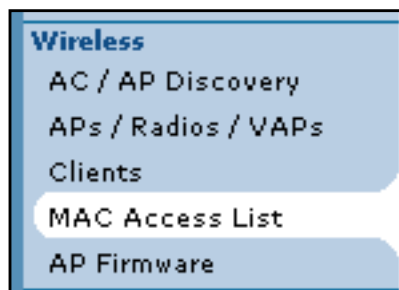 Wireless
AC / AP Discovery
APs / Radios / VAPs
Clients
MAC Access List
AP Firmware